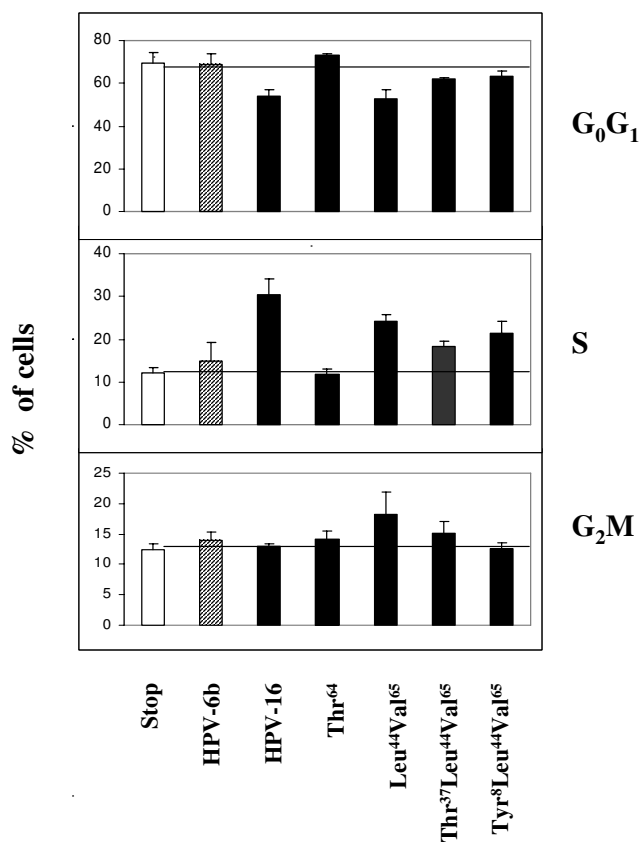 80
60
40
20
0
G₀G₁
40
30
20
10
0
S
25
20
15
10
5
0
G₂M
% of cells
Stop
HPV-6b
HPV-16
Thr⁶⁴
Leu⁴⁴Val⁶⁵
Thr³⁷Leu⁴⁴Val⁶⁵
Tyr⁸Leu⁴⁴Val⁶⁵